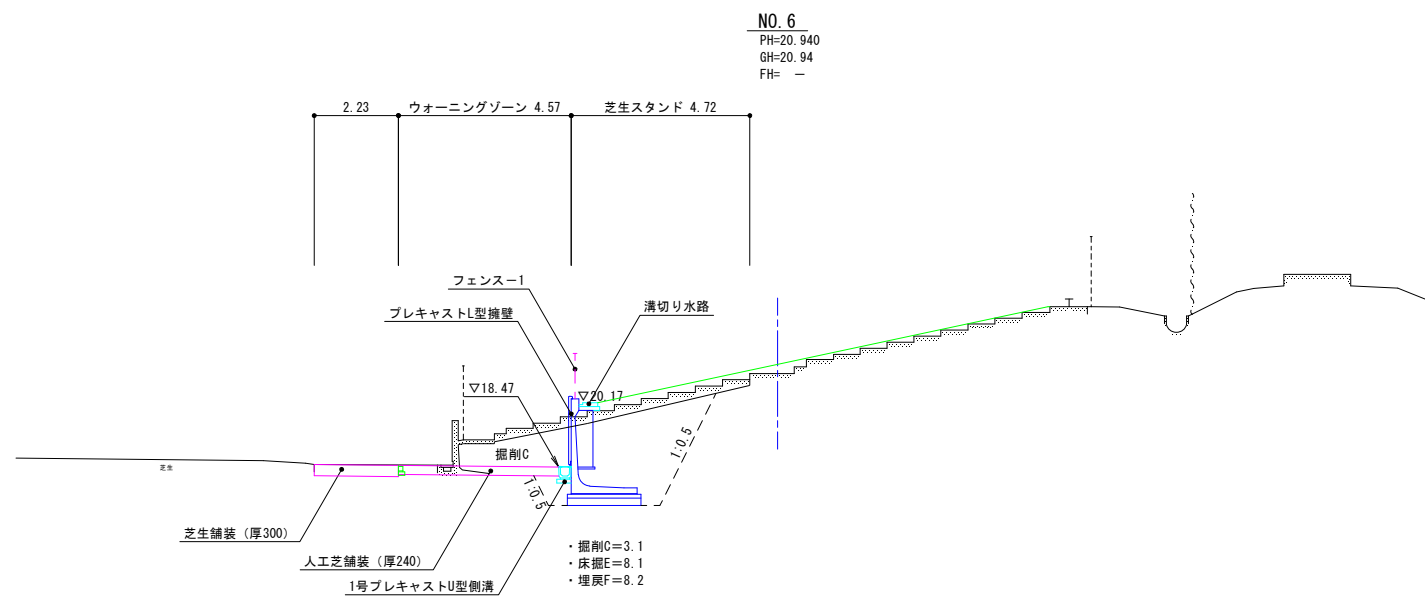 NO.6
PH=20.940
GH=20.94
FH= －
2.23
ウォーニングゾーン 4.57
芝生スタンド 4.72
フェンス－1
プレキャストL型擁壁
溝切り水路
▽18.47
▽20.17
掘削C
1:0.5
1:0.5
芝生
芝生舗装（厚300）
人工芝舗装（厚240）
1号プレキャストU型側溝
・掘削C=3.1
・床掘E=8.1
・埋戻F=8.2